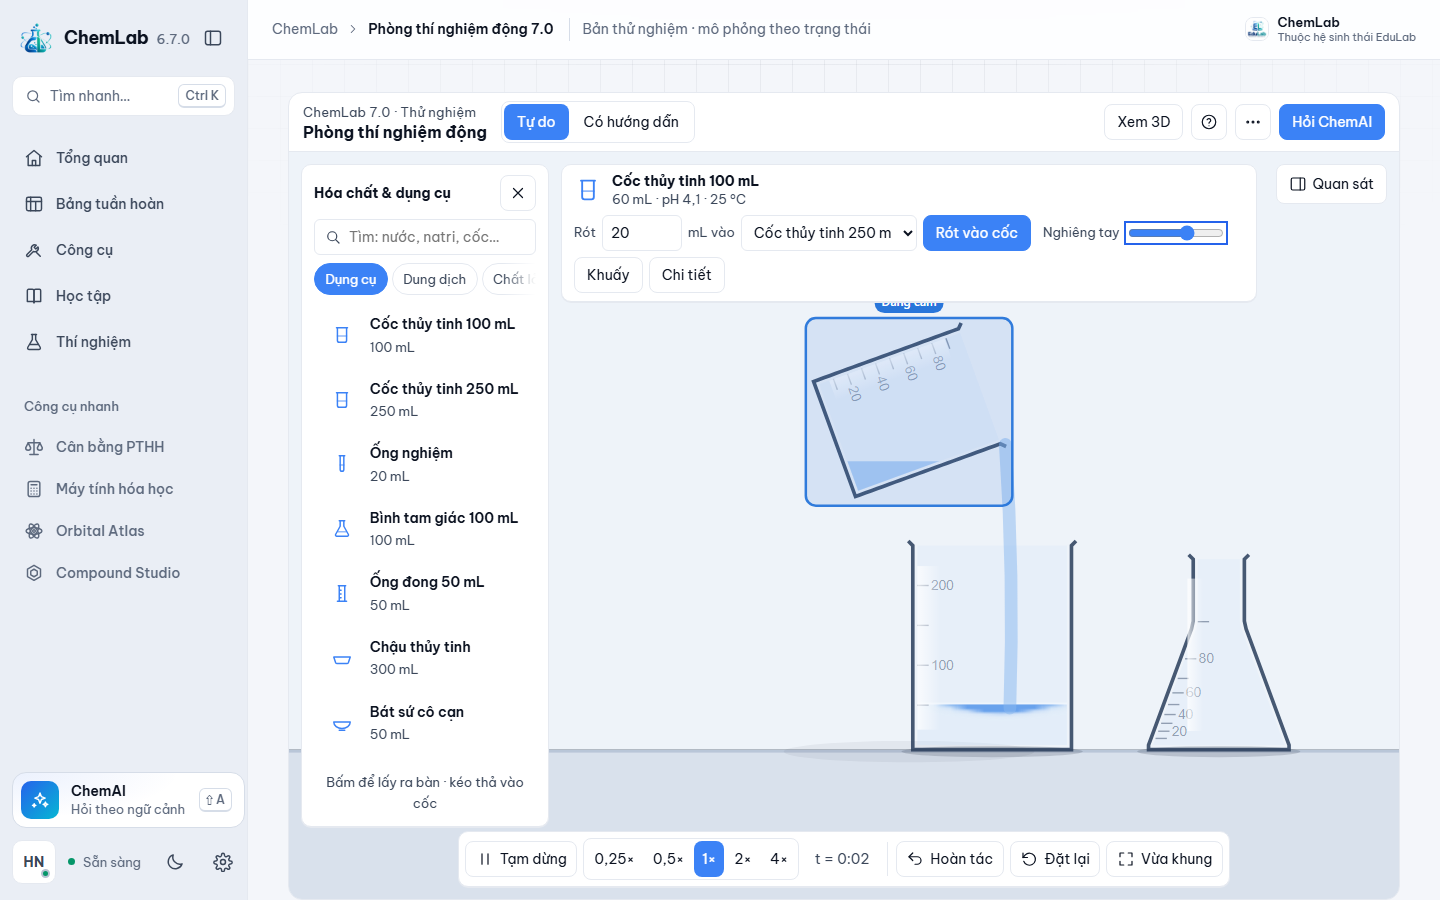 ChemLab 6.7.0
Tìm nhanh... Ctrl K
Tổng quan
Bảng tuần hoàn
Công cụ
Học tập
Thí nghiệm
Công cụ nhanh
Cân bằng PTHH
Máy tính hóa học
Orbital Atlas
Compound Studio
ChemAI
Hỏi theo ngữ cảnh
⇧ A
HN
Sẵn sàng
ChemLab > Phòng thí nghiệm động 7.0
Bản thử nghiệm · mô phỏng theo trạng thái
ChemLab
Thuộc hệ sinh thái EduLab
ChemLab 7.0 · Thử nghiệm
Phòng thí nghiệm động
Tự do
Có hướng dẫn
Xem 3D
Hỏi ChemAI
Hóa chất & dụng cụ
Tìm: nước, natri, cốc...
Dụng cụ
Dung dịch
Chất
Cốc thủy tinh 100 mL
100 mL
Cốc thủy tinh 250 mL
250 mL
Ống nghiệm
20 mL
Bình tam giác 100 mL
100 mL
Ống đong 50 mL
50 mL
Chậu thủy tinh
300 mL
Bát sứ cô cạn
50 mL
Bấm để lấy ra bàn · kéo thả vào
cốc
Cốc thủy tinh 100 mL
60 mL · pH 4,1 · 25 °C
Rót 20 mL vào Cốc thủy tinh 250 m Rót vào cốc Nghiêng tay
Khuấy
Chi tiết
Quan sát
20 40 60 80
200
100
80
60
40
20
Tạm dừng
0,25×
0,5×
1×
2×
4×
t = 0:02
Hoàn tác
Đặt lại
Vừa khung